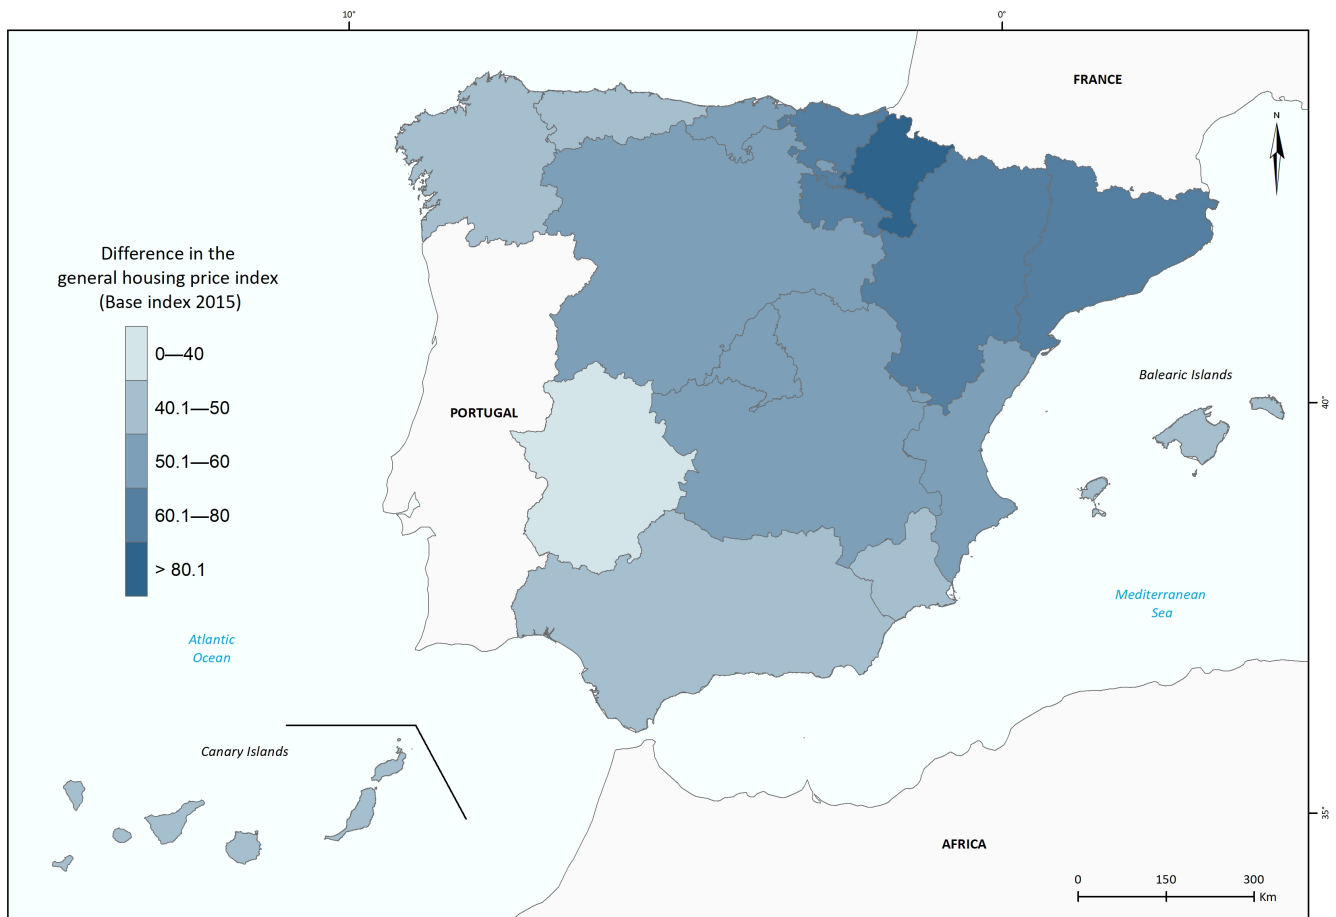 10°
0°
FRANCE
N
Difference in the
general housing price index
(Base index 2015)
0—40
40.1—50
50.1—60
60.1—80
> 80.1
Balearic Islands
PORTUGAL
40°
Mediterranean
Sea
Atlantic
Ocean
Canary Islands
35°
AFRICA
0 150 300
Km